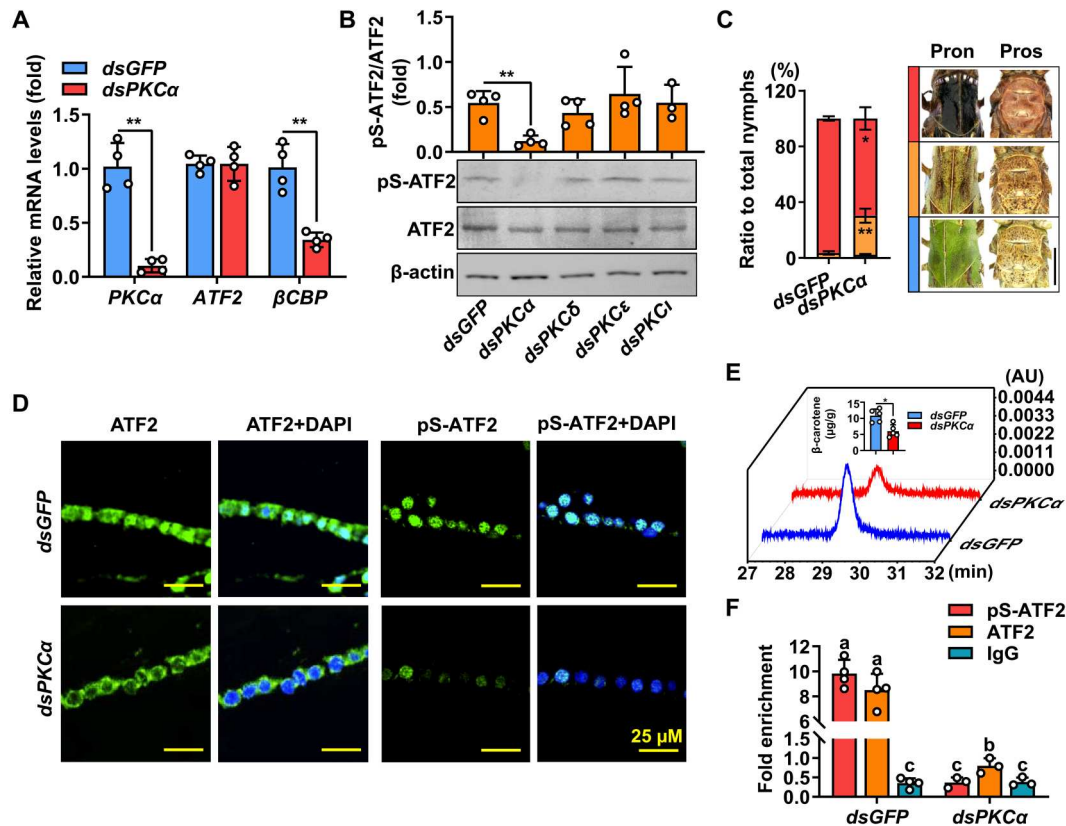 A
dsGFP
dsPKCα
Relative mRNA levels (fold)
1.5
1.0
0.5
0.0
**
**
PKCα
ATF2
βCBP
B
pS-ATF2/ATF2
(fold)
1.5
1.0
0.5
0.0
**
pS-ATF2
ATF2
β-actin
dsGFP
dsPKCα
dsPKCδ
dsPKCε
dsPKCι
C
(%)
Ratio to total nymphs
120
80
40
0
*
**
dsGFP
dsPKCα
Pron
Pros
D
ATF2
ATF2+DAPI
pS-ATF2
pS-ATF2+DAPI
dsGFP
dsPKCα
25 μM
E
(AU)
0.0044
0.0033
0.0022
0.0011
0.0000
β-carotene
(μg/g)
15
10
5
0
*
dsGFP
dsPKCα
dsPKCα
dsGFP
27
28
29
30
31
32
(min)
F
pS-ATF2
ATF2
IgG
Fold enrichment
12
10
8
6
1.5
1.0
0.5
0.0
a
a
c
c
b
c
dsGFP
dsPKCα